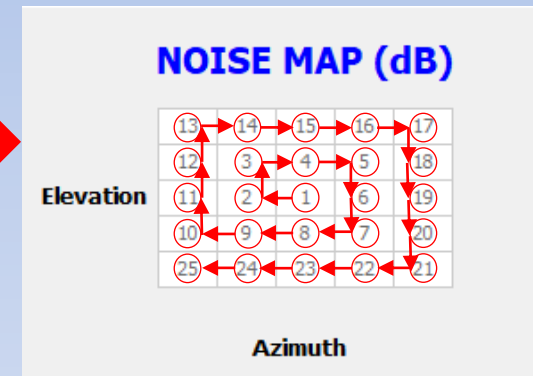 NOISE MAP (dB)
13 14 15 16 17
12 3 4 5 18
Elevation 11 2 1 6 19
10 9 8 7 20
25 24 23 22 21
Azimuth